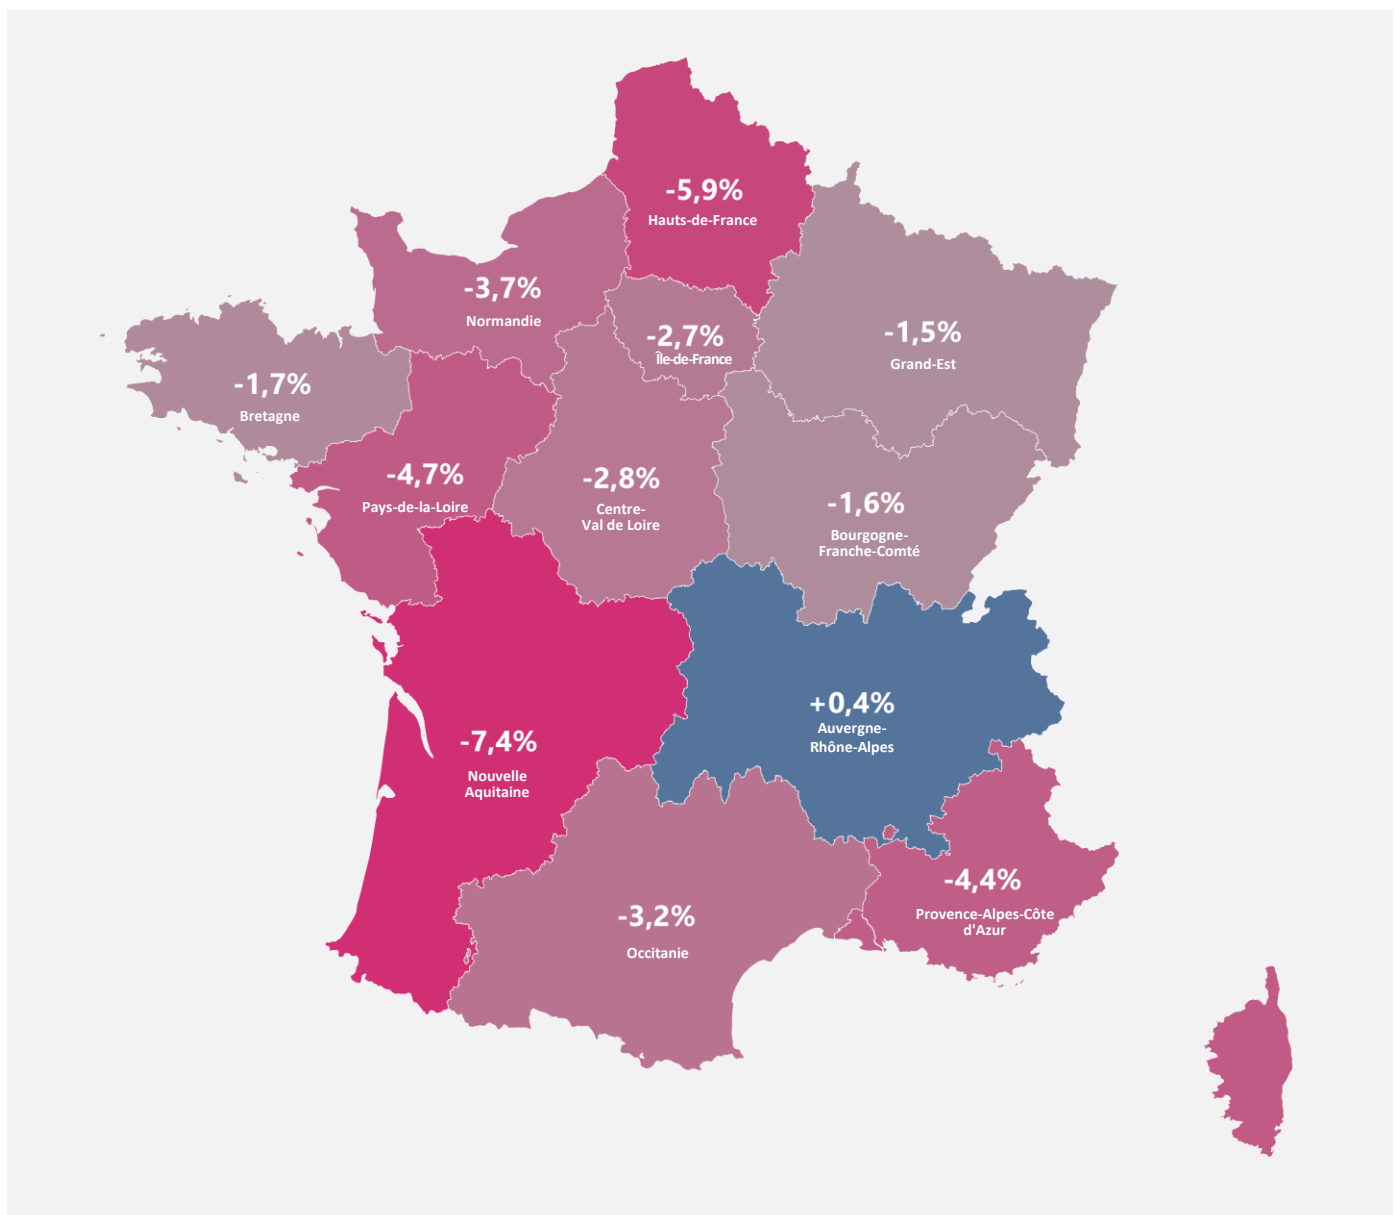 -5,9%
Hauts-de-France
-3,7%
Normandie
-2,7%
Île-de-France
-1,5%
Grand-Est
-1,7%
Bretagne
-4,7%
Pays-de-la-Loire
-2,8%
Centre-
Val de Loire
-1,6%
Bourgogne-
Franche-Comté
+0,4%
Auvergne-
Rhône-Alpes
-7,4%
Nouvelle
Aquitaine
-4,4%
Provence-Alpes-Côte
d'Azur
-3,2%
Occitanie